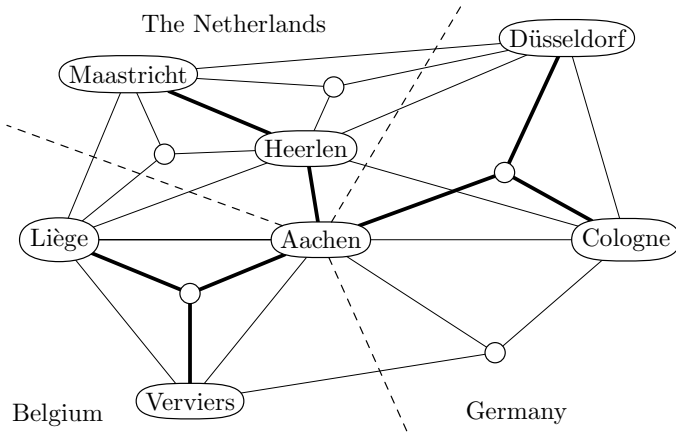 The Netherlands
Düsseldorf
Maastricht
Heerlen
Liège
Aachen
Cologne
Verviers
Belgium
Germany